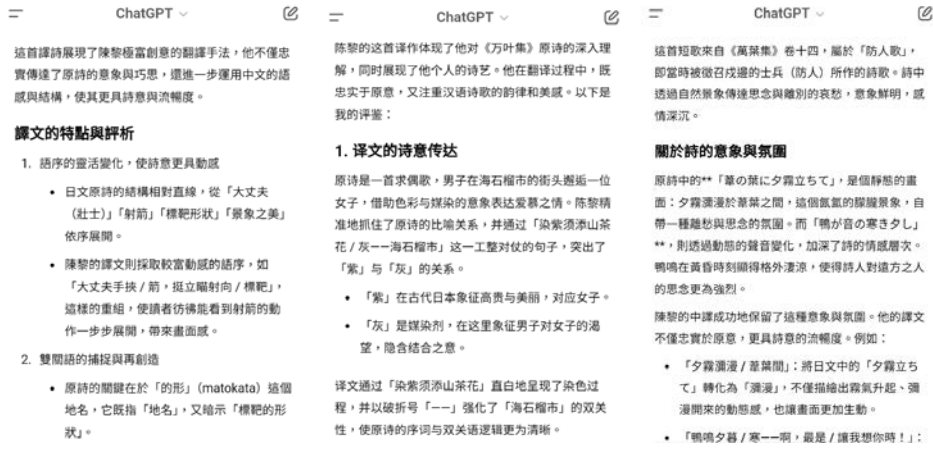 ChatGPT
這首譯詩展現了陳黎極富創意的翻譯手法，他不僅忠
實傳達了原詩的意象與巧思，還進一步運用中文的語
感與結構，使其更具詩意與流暢度。
譯文的特點與評析
1. 語序的靈活變化，使詩意更具動感
• 日文原詩的結構相對直線，從「大丈夫
（壯士）」「射箭」「標靶形狀」「景象之美」
依序展開。
• 陳黎的譯文則採取較富動感的語序，如
「大丈夫手挾 / 箭，挺立瞄射向 / 標靶」，
這樣的重組，使讀者彷彿能看到射箭的動
作一步步展開，帶來畫面感。
2. 雙關語的捕捉與再創造
• 原詩的關鍵在於「的形」（matokata）這個
地名，它既指「地名」，又暗示「標靶的形
狀」。
ChatGPT
陈黎的这首译作体现了他对《万叶集》原诗的深入理
解，同时展现了他个人的诗艺。他在翻译过程中，既
忠实于原意，又注重汉语诗歌的韵律和美感。以下是
我的评鉴：
1. 译文的诗意传达
原诗是一首求偶歌，男子在海石榴市的街头邂逅一位
女子，借助色彩与媒染的意象表达爱慕之情。陈黎精
准地抓住了原诗的比喻关系，并通过「染紫须添山茶
花 / 灰——海石榴市」这一工整对仗的句子，突出了
「紫」与「灰」的关系。
• 「紫」在古代日本象征高贵与美丽，对应女子。
• 「灰」是媒染剂，在这里象征男子对女子的渴
望，隐含结合之意。
译文通过「染紫须添山茶花」直白地呈现了染色过
程，并以破折号「——」强化了「海石榴市」的双关
性，使原诗的序词与双关语逻辑更为清晰。
ChatGPT
這首短歌來自《萬葉集》卷十四，屬於「防人歌」，
即當時被徵召戍邊的士兵（防人）所作的詩歌。詩中
透過自然景象傳達思念與離別的哀愁，意象鮮明，感
情深沉。
關於詩的意象與氛圍
原詩中的**「葦の葉に夕霧立ちて」，是個靜態的畫
面：夕霧瀰漫於葦葉之間，這個氤氳的朦朧景象，自
帶一種離愁與思念的氛圍。而「鴨が音の寒き夕し」
**，則透過動態的聲音變化，加深了詩的情感層次。
鴨鳴在黃昏時刻顯得格外淒涼，使得詩人對遠方之人
的思念更為強烈。
陳黎的中譯成功地保留了這種意象與氛圍。他的譯文
不僅忠實於原意，更具詩意的流暢度。例如：
• 「夕霧瀰漫 / 葦葉間」：將日文中的「夕霧立ち
て」轉化為「瀰漫」，不僅描繪出霧氣升起、彌
漫開來的動態感，也讓畫面更加生動。
• 「鴨鳴夕暮 / 寒——啊，最是 / 讓我想你時！」：